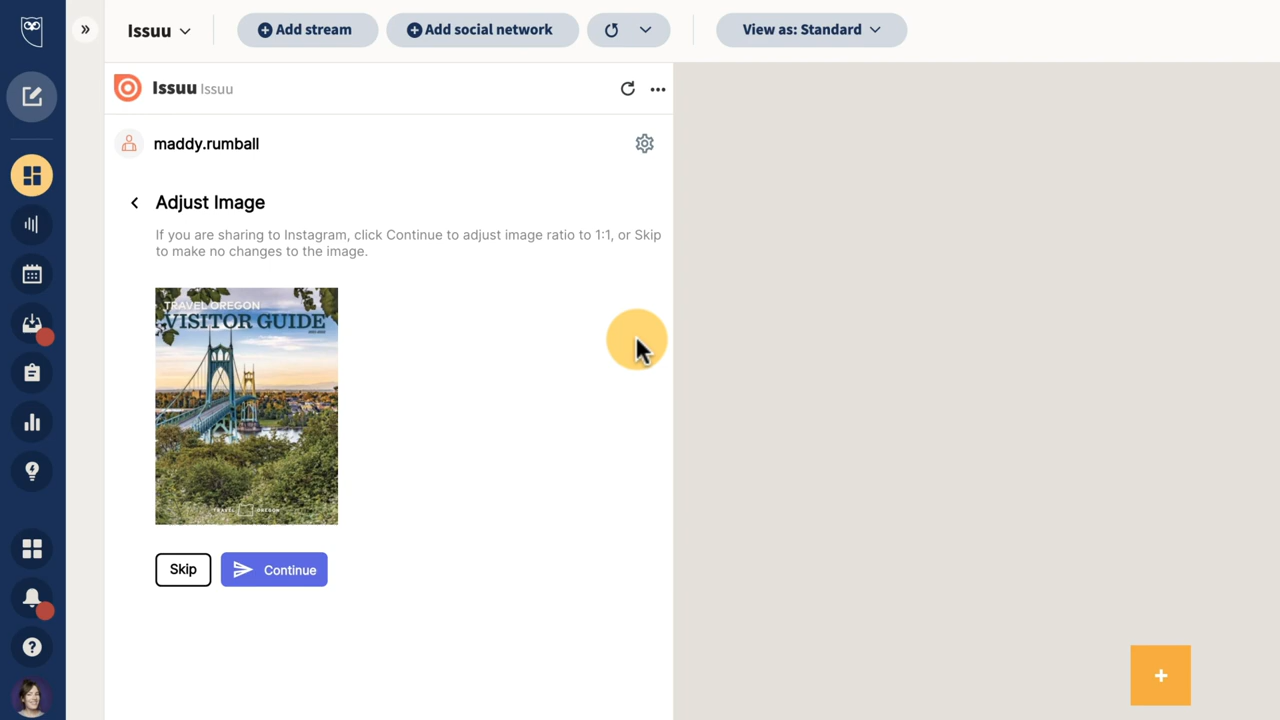 Issuu
Add stream
Add social network
View as: Standard
Issuu Issuu
maddy.rumball
Adjust Image
If you are sharing to Instagram, click Continue to adjust image ratio to 1:1, or Skip
to make no changes to the image.
TRAVEL OREGON
VISITOR GUIDE
TRAVEL OREGON
Skip
Continue